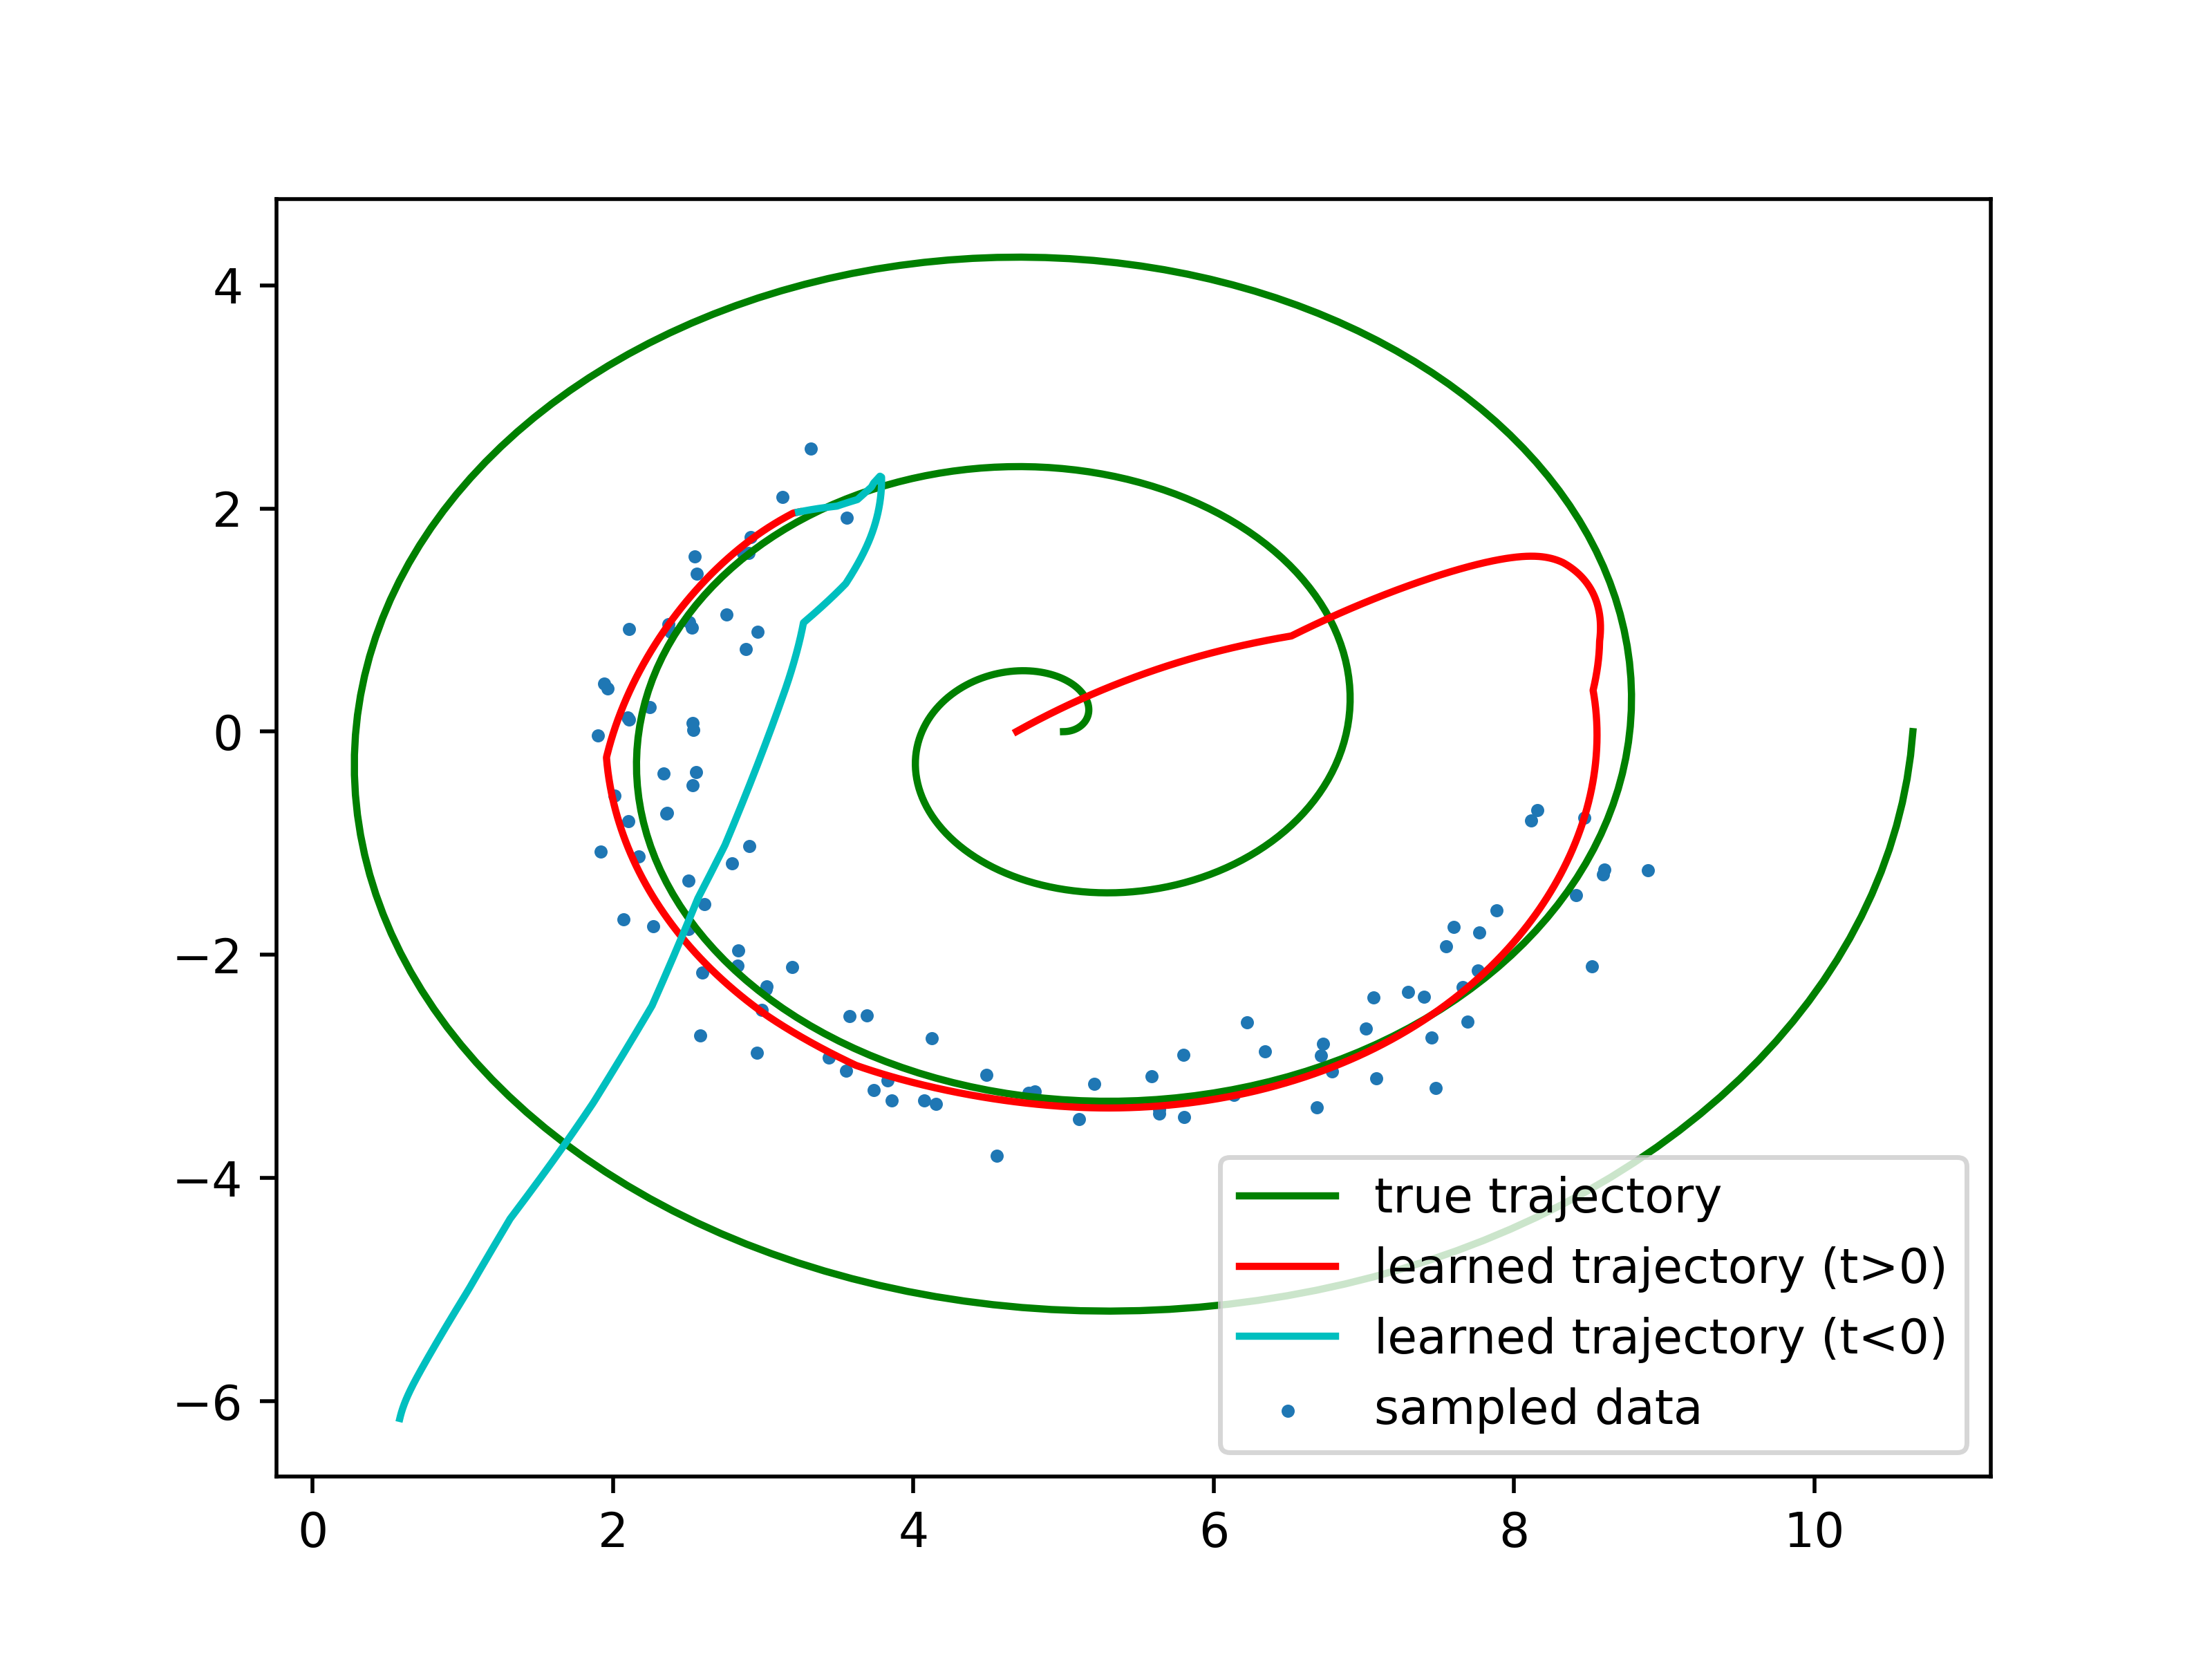 4
2
0
−2
−4
−6
0 2 4 6 8 10
true trajectory
learned trajectory (t>0)
learned trajectory (t<0)
sampled data